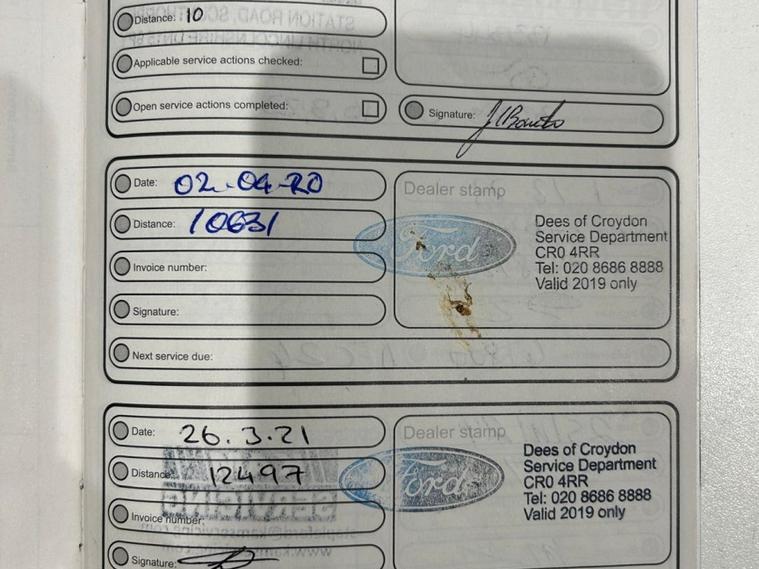 Distance: 10
Applicable service actions checked:
Open service actions completed:
Signature:
Date: 02-04-20
Distance: 10631
Invoice number:
Signature:
Next service due:
Dealer stamp
Ford
Dees of Croydon
Service Department
CR0 4RR
Tel: 020 8686 8888
Valid 2019 only
Date: 26.3.21
Distance: 12497
Invoice number:
Signature:
Dealer stamp
Ford
Dees of Croydon
Service Department
CR0 4RR
Tel: 020 8686 8888
Valid 2019 only